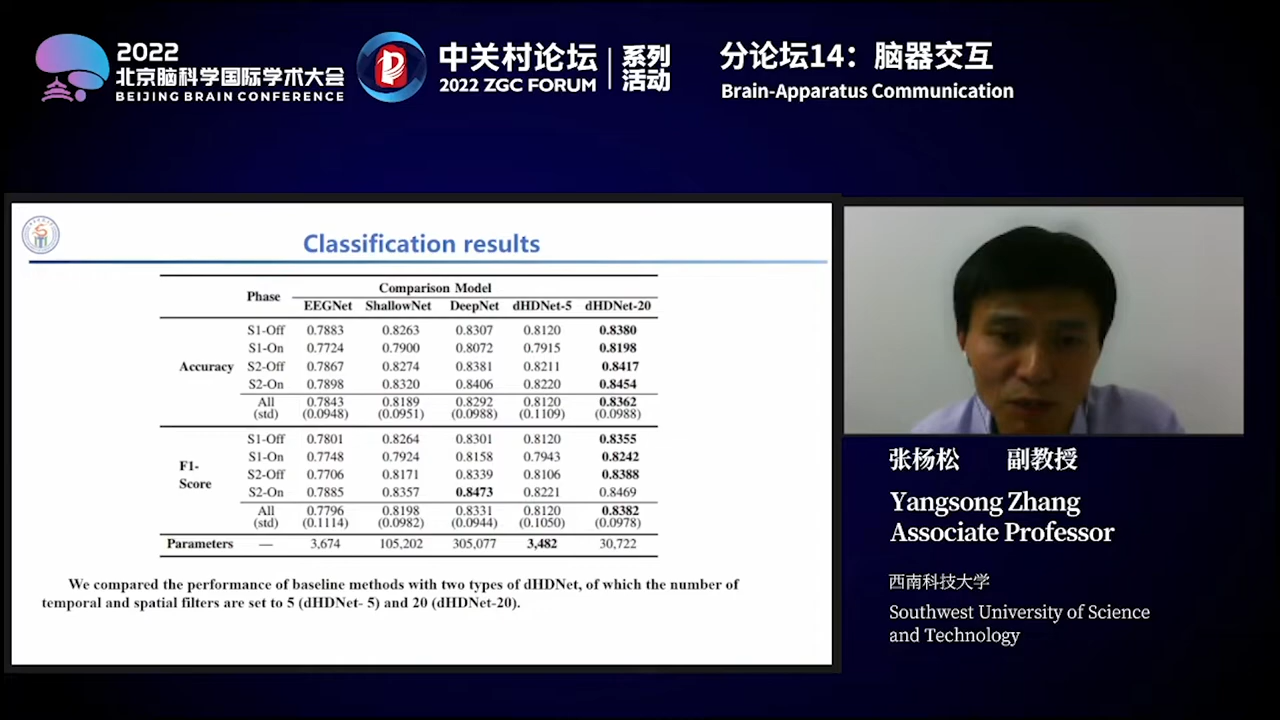 2022
北京脑科学国际学术大会
BEIJING BRAIN CONFERENCE
中关村论坛
2022 ZGC FORUM
系列
活动
分论坛14：脑器交互
Brain-Apparatus Communication
Classification results
Phase Comparison Model
EEGNet ShallowNet DeepNet dHDNet-5 dHDNet-20
Accuracy
S1-Off 0.7883 0.8263 0.8307 0.8120 0.8380
S1-On 0.7724 0.7900 0.8072 0.7915 0.8198
S2-Off 0.7867 0.8274 0.8381 0.8211 0.8417
S2-On 0.7898 0.8320 0.8406 0.8220 0.8454
All 0.7843 0.8189 0.8292 0.8120 0.8362
(std) (0.0948) (0.0951) (0.0988) (0.1109) (0.0988)
F1-
Score
S1-Off 0.7801 0.8264 0.8301 0.8120 0.8355
S1-On 0.7748 0.7924 0.8158 0.7943 0.8242
S2-Off 0.7706 0.8171 0.8339 0.8106 0.8388
S2-On 0.7885 0.8357 0.8473 0.8221 0.8469
All 0.7796 0.8198 0.8331 0.8120 0.8382
(std) (0.1114) (0.0982) (0.0944) (0.1050) (0.0978)
Parameters — 3,674 105,202 305,077 3,482 30,722
We compared the performance of baseline methods with two types of dHDNet, of which the number of
temporal and spatial filters are set to 5 (dHDNet- 5) and 20 (dHDNet-20).
张杨松 副教授
Yangsong Zhang
Associate Professor
西南科技大学
Southwest University of Science
and Technology